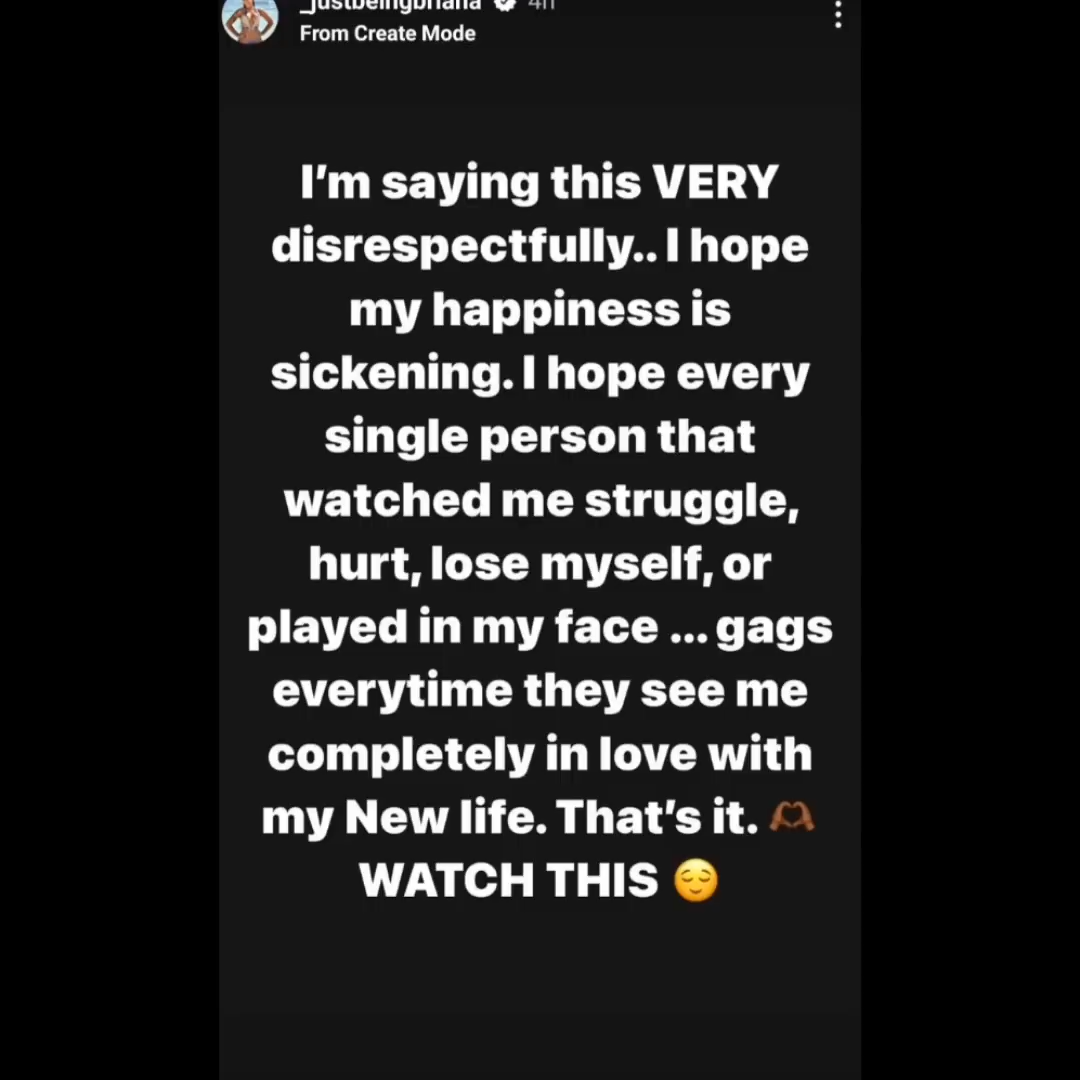 _justbeingbriana 4h
From Create Mode
I’m saying this VERY
disrespectfully.. I hope
my happiness is
sickening. I hope every
single person that
watched me struggle,
hurt, lose myself, or
played in my face ... gags
everytime they see me
completely in love with
my New life. That’s it. 🫶🏾
WATCH THIS 😌